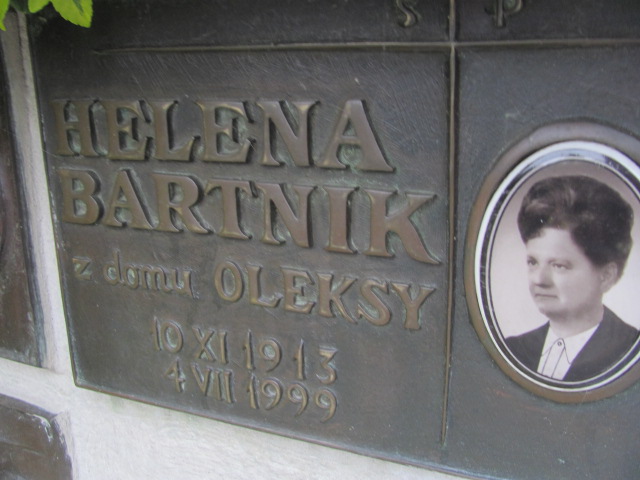 Ś P
HELENA
BARTNIK
z domu OLEKSY
10 XI 1913
4 VII 1999